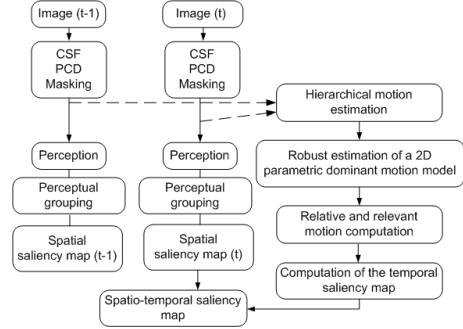 Image (t-1)
Image (t)
CSF
PCD
Masking
CSF
PCD
Masking
Hierarchical motion
estimation
Perception
Perception
Robust estimation of a 2D
parametric dominant motion model
Perceptual
grouping
Perceptual
grouping
Relative and relevant
motion computation
Spatial
saliency map (t-1)
Spatial
saliency map (t)
Computation of the temporal
saliency map
Spatio-temporal saliency
map